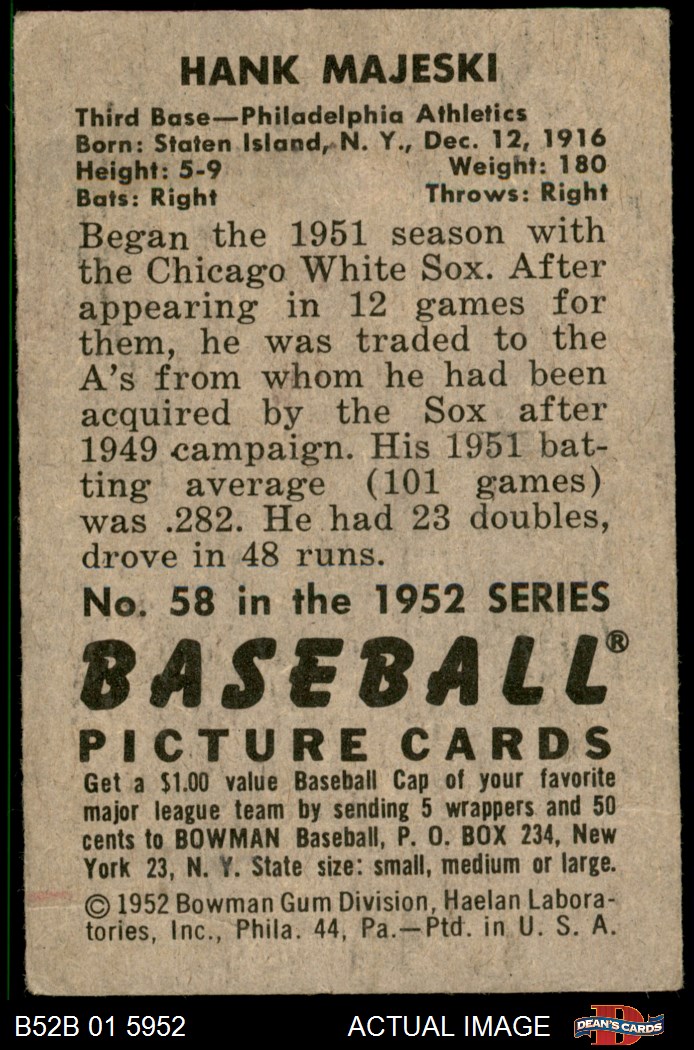 HANK MAJESKI
Third Base—Philadelphia Athletics
Born: Staten Island, N. Y., Dec. 12, 1916
Height: 5-9 Weight: 180
Bats: Right Throws: Right
Began the 1951 season with
the Chicago White Sox. After
appearing in 12 games for
them, he was traded to the
A's from whom he had been
acquired by the Sox after
1949 campaign. His 1951 bat-
ting average (101 games)
was .282. He had 23 doubles,
drove in 48 runs.
No. 58 in the 1952 SERIES
BASEBALL®
PICTURE CARDS
Get a $1.00 value Baseball Cap of your favorite
major league team by sending 5 wrappers and 50
cents to BOWMAN Baseball, P. O. BOX 234, New
York 23, N. Y. State size: small, medium or large.
© 1952 Bowman Gum Division, Haelan Labora-
tories, Inc., Phila. 44, Pa.—Ptd. in U. S. A.
B52B 01 5952 ACTUAL IMAGE D DEAN'S CARDS